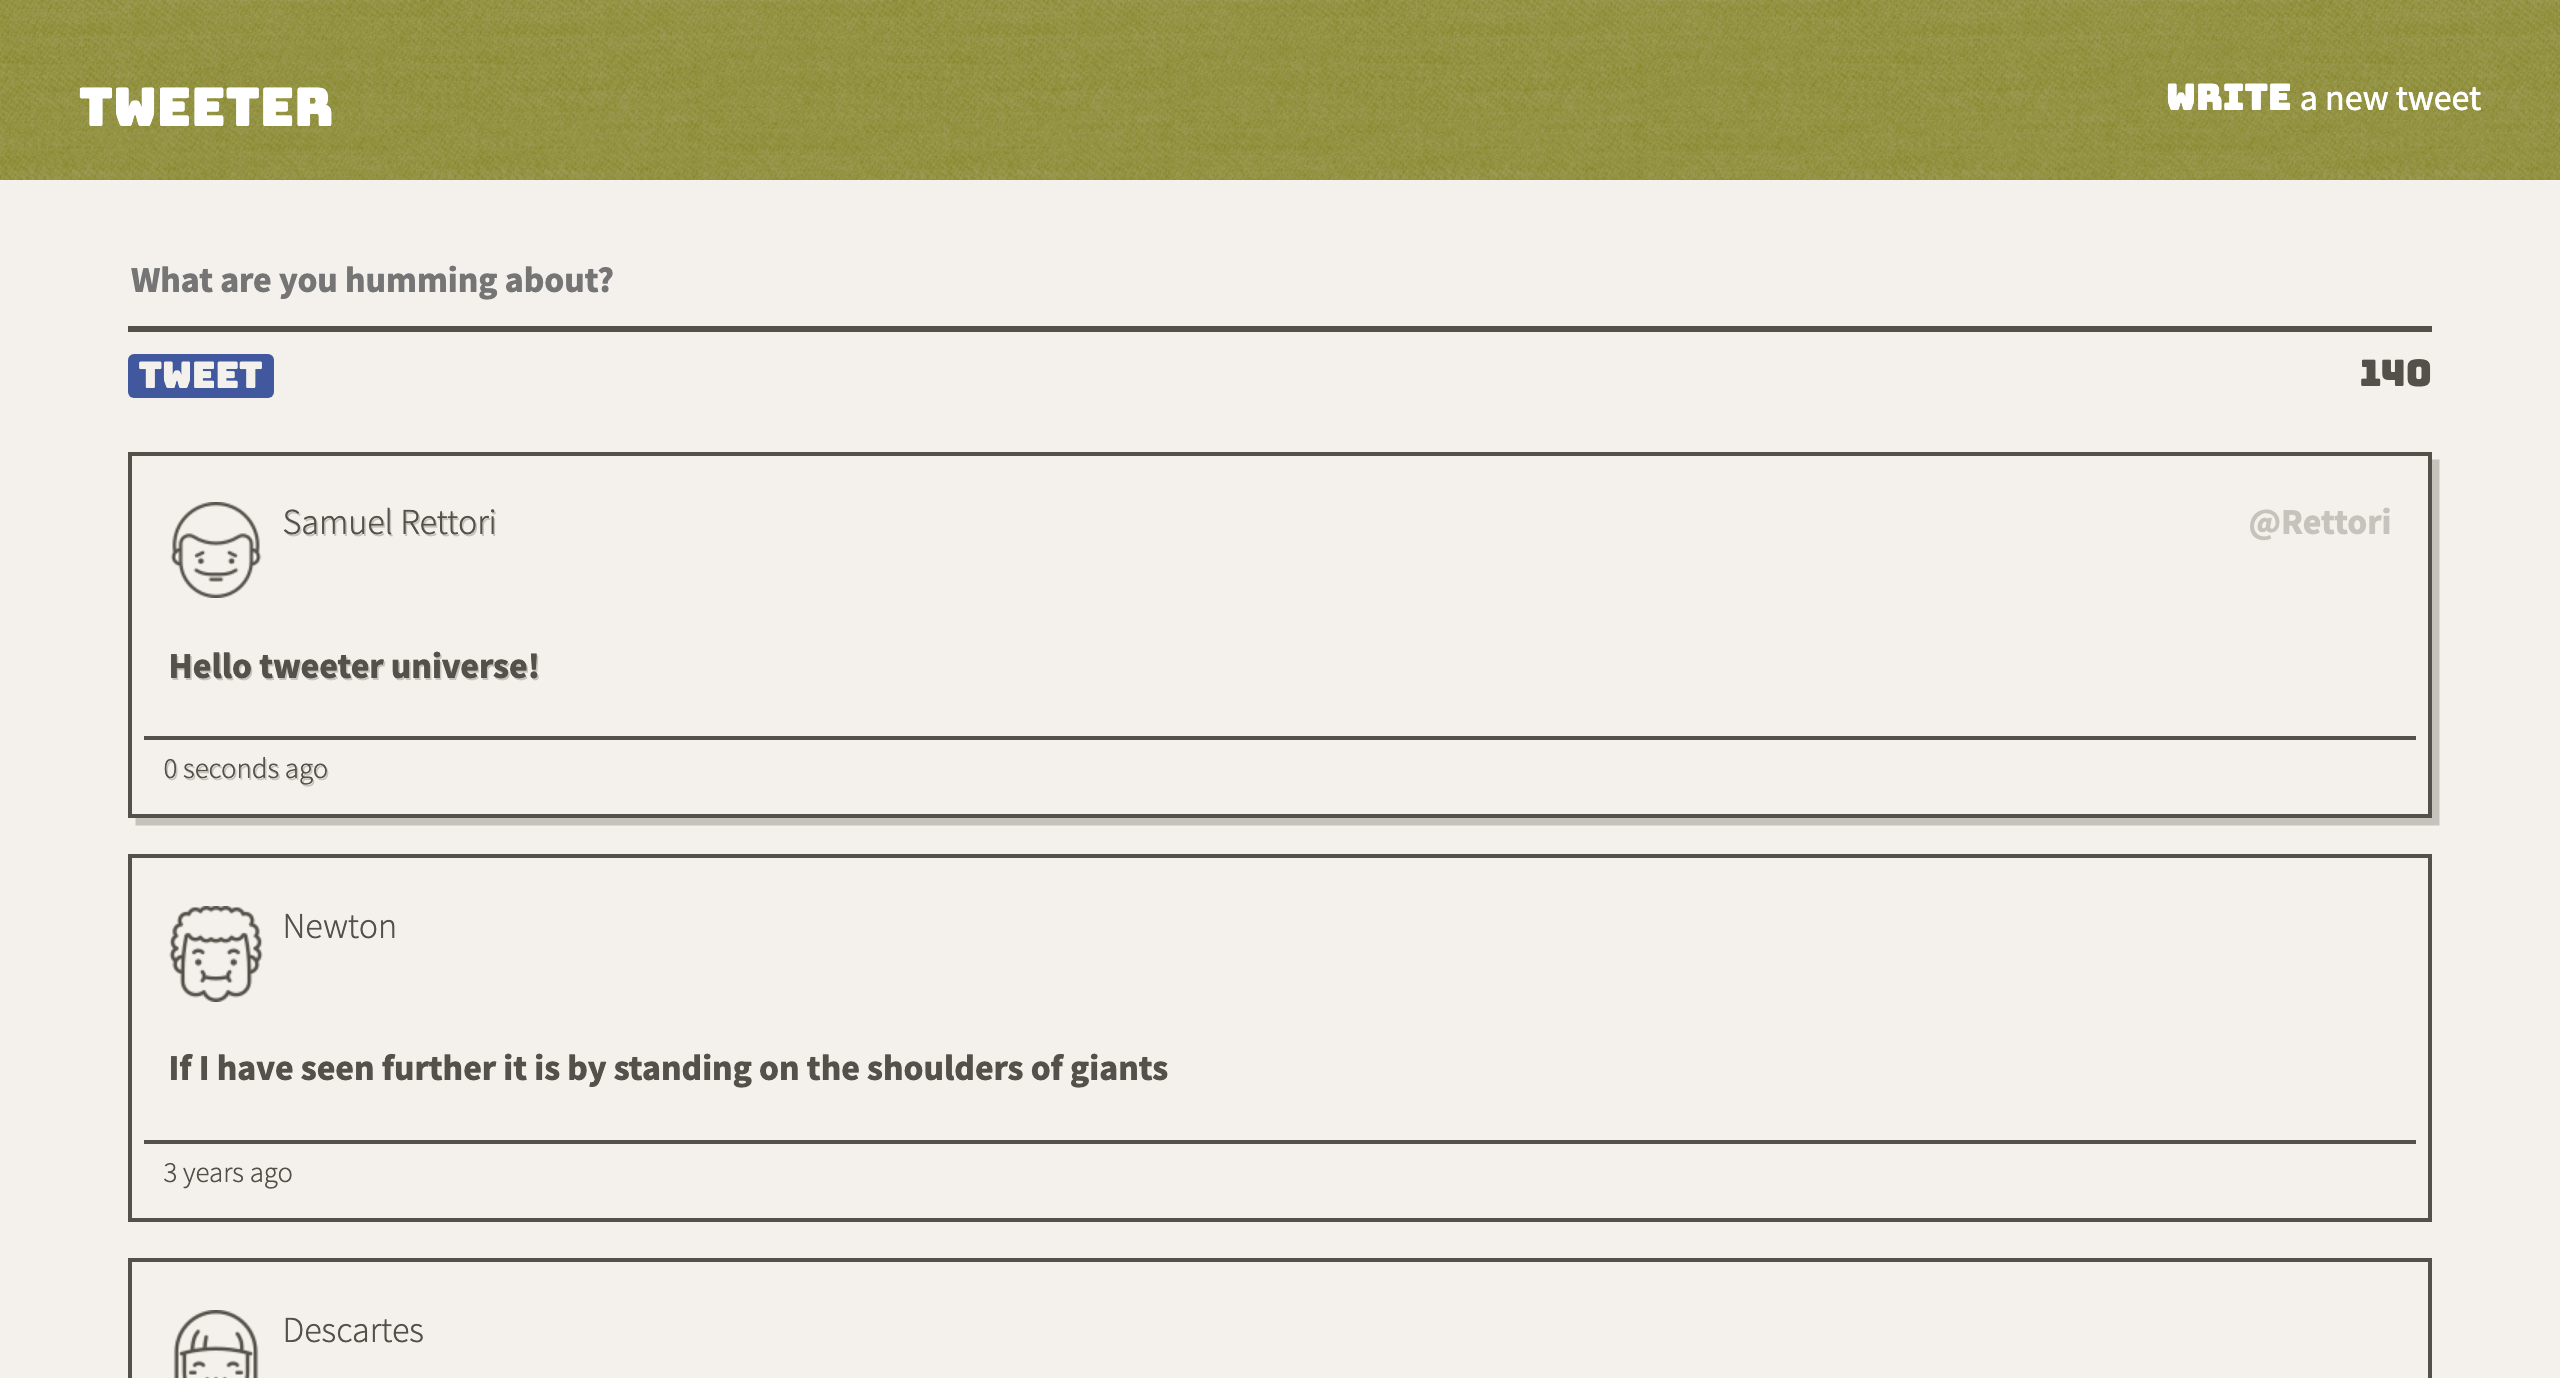 TWEETER
WRITE a new tweet
What are you humming about?
TWEET
140
Samuel Rettori
@Rettori
Hello tweeter universe!
0 seconds ago
Newton
If I have seen further it is by standing on the shoulders of giants
3 years ago
Descartes